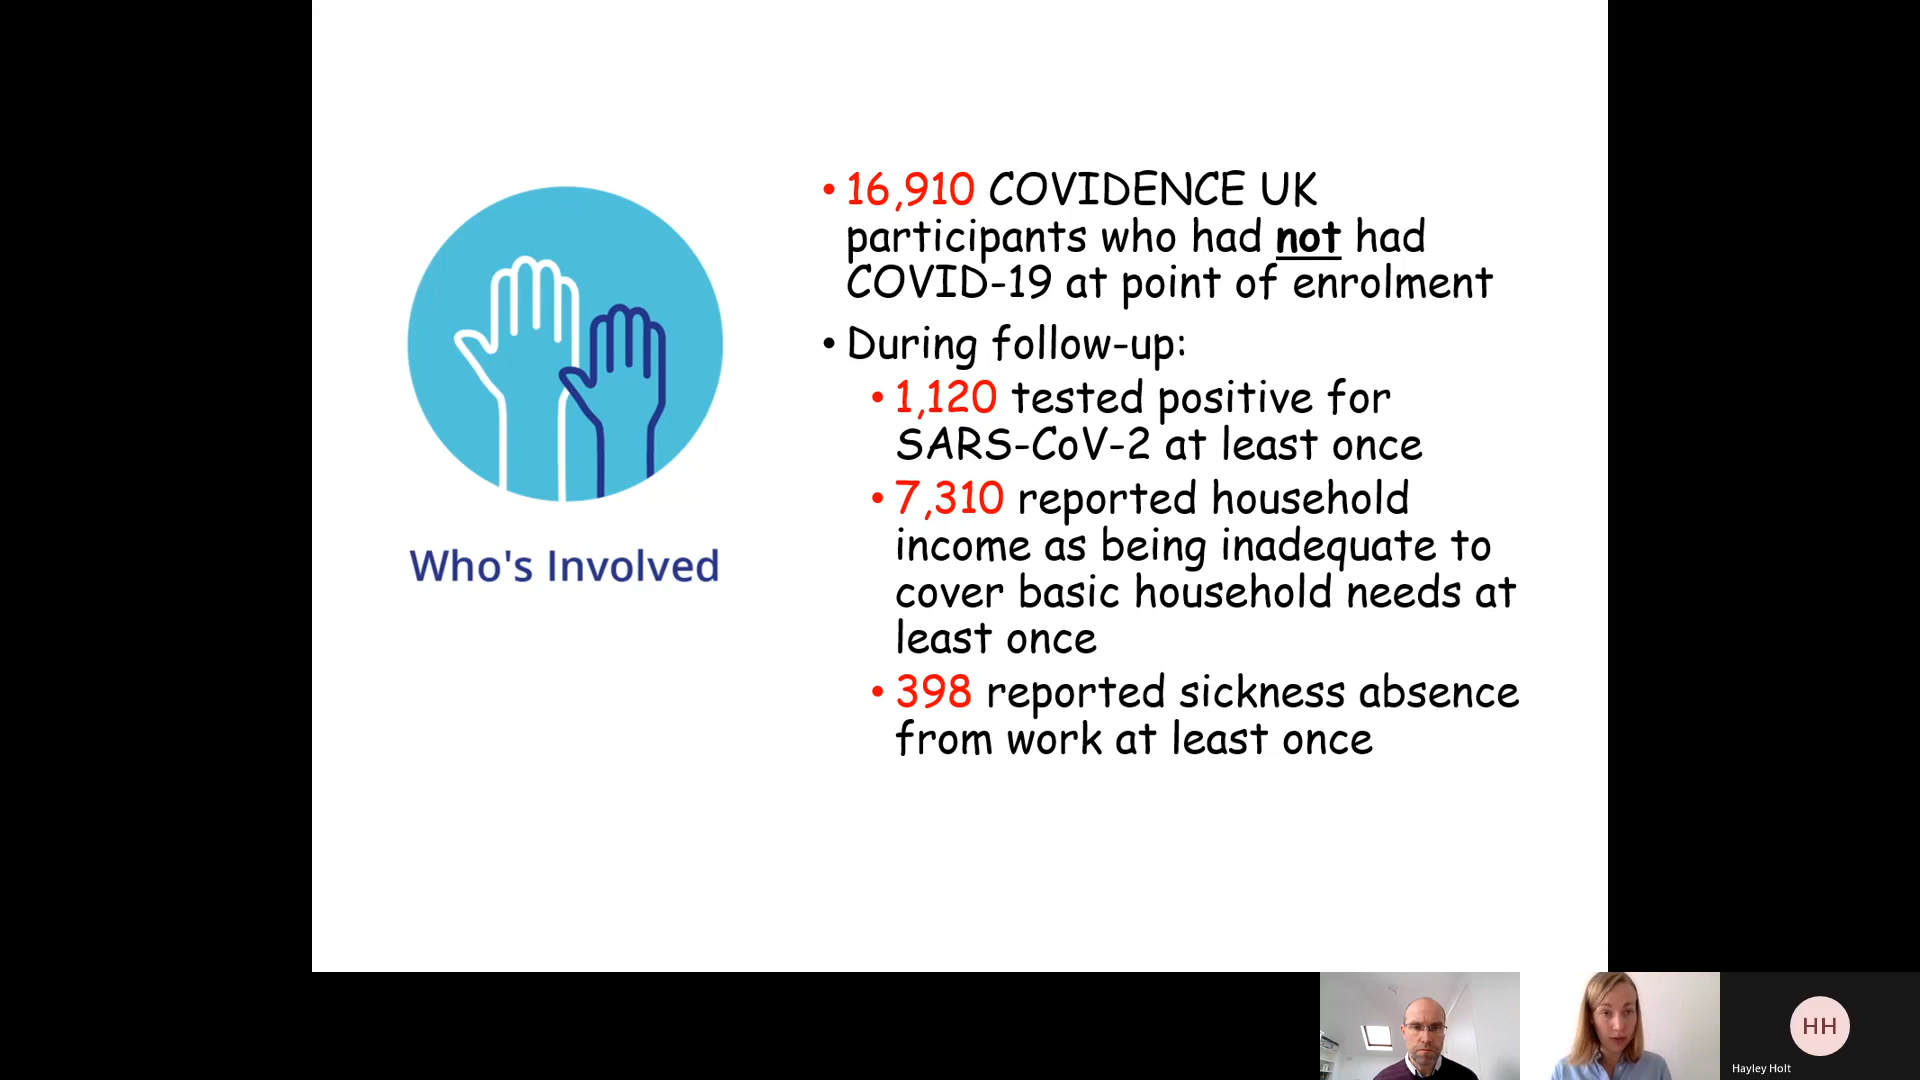 • 16,910 COVIDENCE UK
participants who had not had
COVID-19 at point of enrolment
• During follow-up:
• 1,120 tested positive for
SARS-CoV-2 at least once
• 7,310 reported household
income as being inadequate to
cover basic household needs at
least once
• 398 reported sickness absence
from work at least once
Who's Involved
HH
Hayley Holt